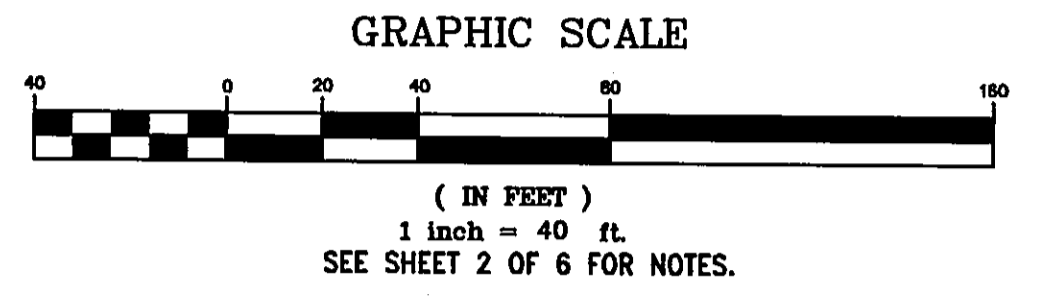 GRAPHIC SCALE
40 0 20 40 80 160
( IN FEET )
1 inch = 40 ft.
SEE SHEET 2 OF 6 FOR NOTES.